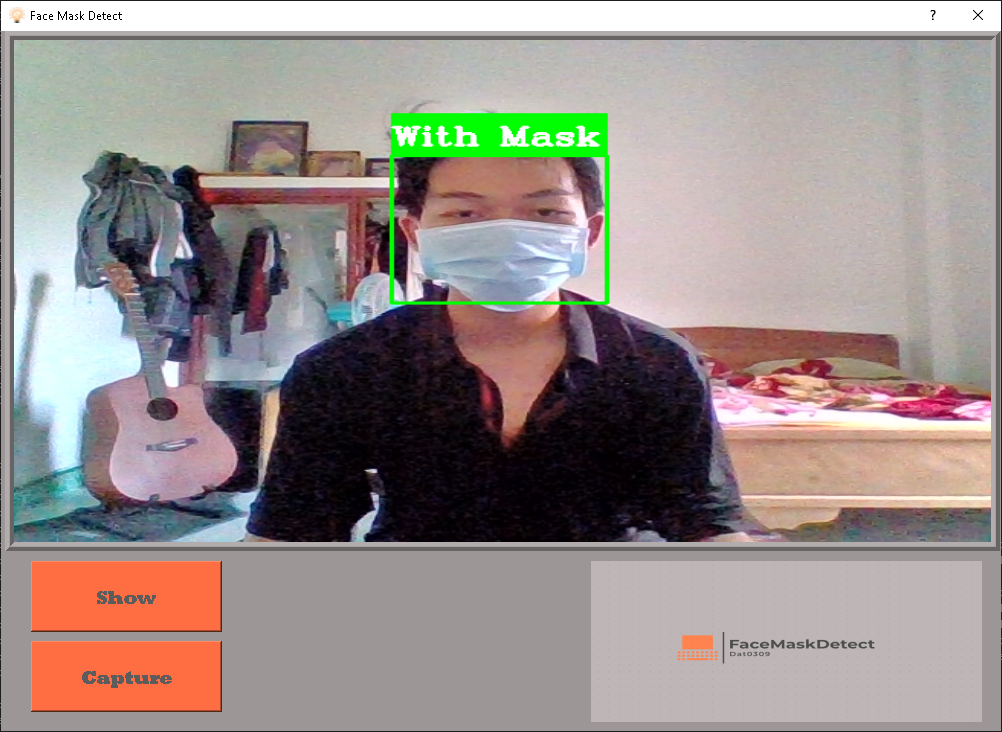 Face Mask Detect
?
With Mask
Show
Capture
FaceMaskDetect
Dat0309